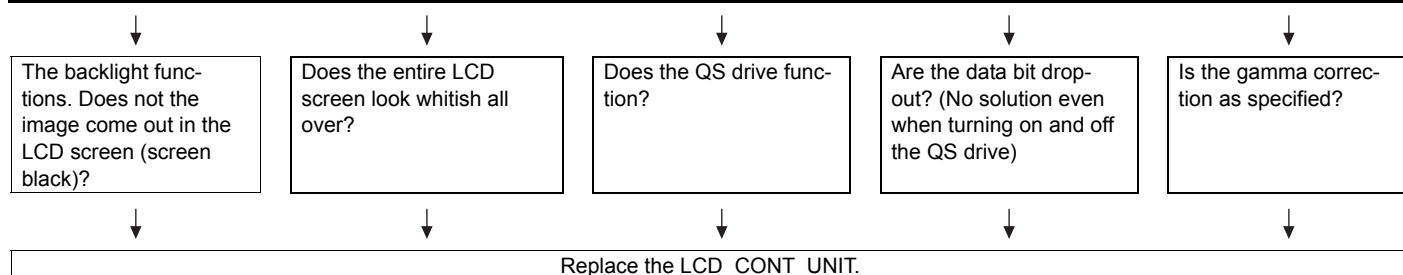 The backlight func-
tions. Does not the
image come out in the
LCD screen (screen
black)?
Does the entire LCD
screen look whitish all
over?
Does the QS drive func-
tion?
Are the data bit drop-
out? (No solution even
when turning on and off
the QS drive)
Is the gamma correc-
tion as specified?
Replace the LCD CONT UNIT.